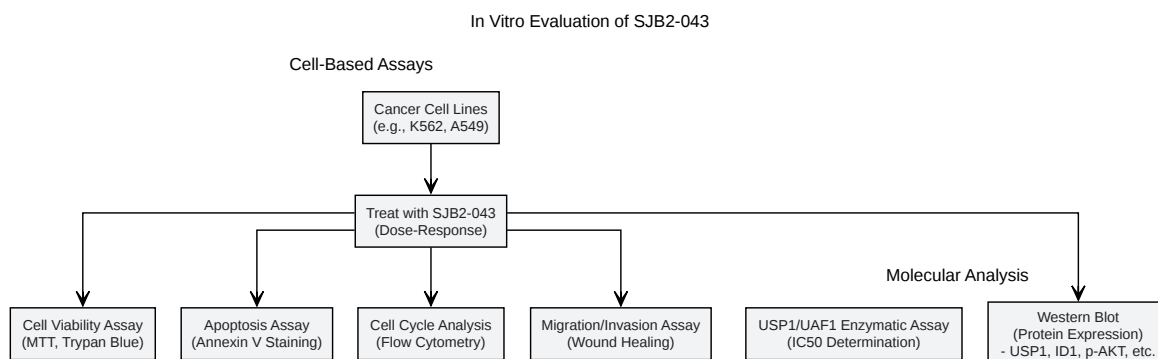 In Vitro Evaluation of SJB2-043
Cell-Based Assays
Cancer Cell Lines
(e.g., K562, A549)
Treat with SJB2-043
(Dose-Response)
Molecular Analysis
Cell Viability Assay
(MTT, Trypan Blue)
Apoptosis Assay
(Annexin V Staining)
Cell Cycle Analysis
(Flow Cytometry)
Migration/Invasion Assay
(Wound Healing)
USP1/UAF1 Enzymatic Assay
(IC50 Determination)
Western Blot
(Protein Expression)
- USP1, ID1, p-AKT, etc.